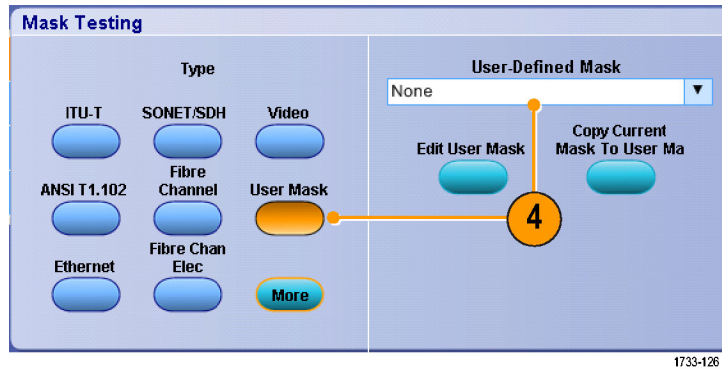 Mask Testing
Type
ITU-T
SONET/SDH
Video
ANSI T1.102
Fibre
Channel
User Mask
Ethernet
Fibre Chan
Elec
More
User-Defined Mask
None
Edit User Mask
Copy Current
Mask To User Ma
4
1733-126